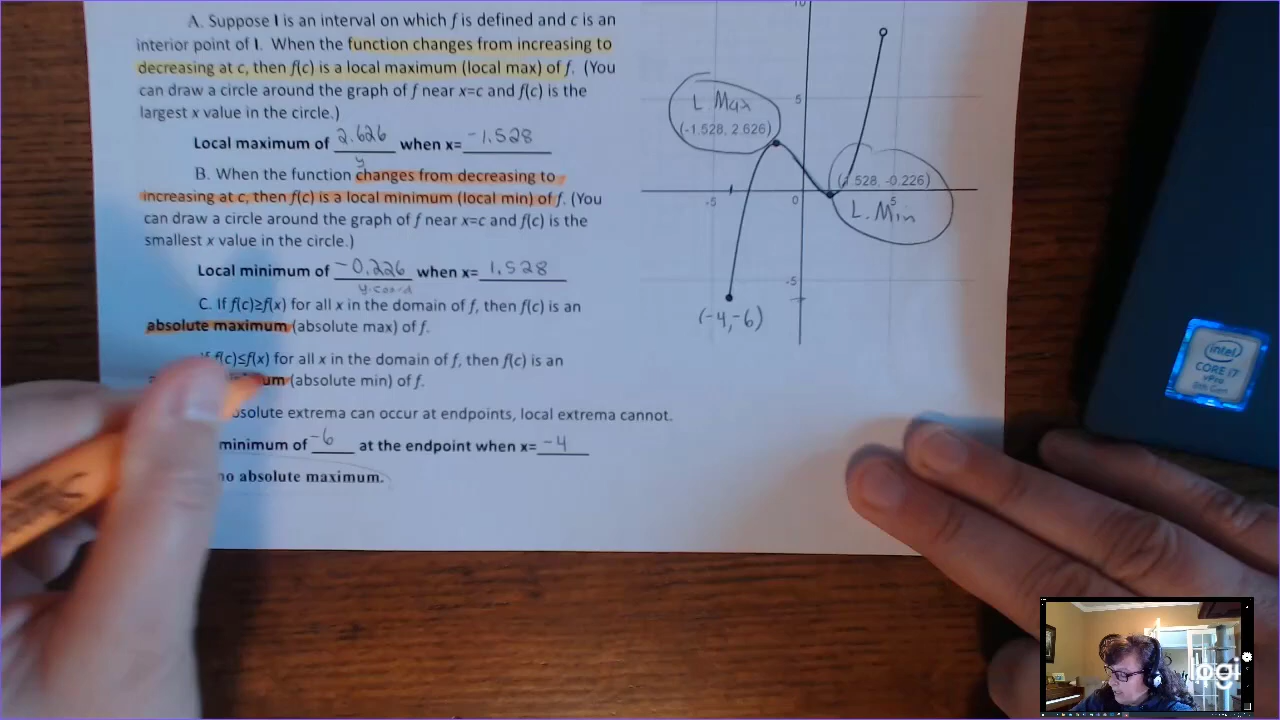 A. Suppose I is an interval on which f is defined and c is an
interior point of I. When the function changes from increasing to
decreasing at c, then f(c) is a local maximum (local max) of f. (You
can draw a circle around the graph of f near x=c and f(c) is the
largest x value in the circle.)
Local maximum of 2.626 when x= -1.528
y
B. When the function changes from decreasing to
increasing at c, then f(c) is a local minimum (local min) of f. (You
can draw a circle around the graph of f near x=c and f(c) is the
smallest x value in the circle.)
Local minimum of -0.226 when x= 1.528
C. If f(c)≥f(x) for all x in the domain of f, then f(c) is an
absolute maximum (absolute max) of f.
f(c)≤f(x) for all x in the domain of f, then f(c) is an
(absolute min) of f.
extrema can occur at endpoints, local extrema cannot.
minimum of -6 at the endpoint when x= -4
no absolute maximum.
10
5
L. Max
(-1.528, 2.626)
(1.528, -0.226)
-5
0
5
L. Min
-5
(-4,-6)
intel
CORE i7
vPro
8th Gen
logi